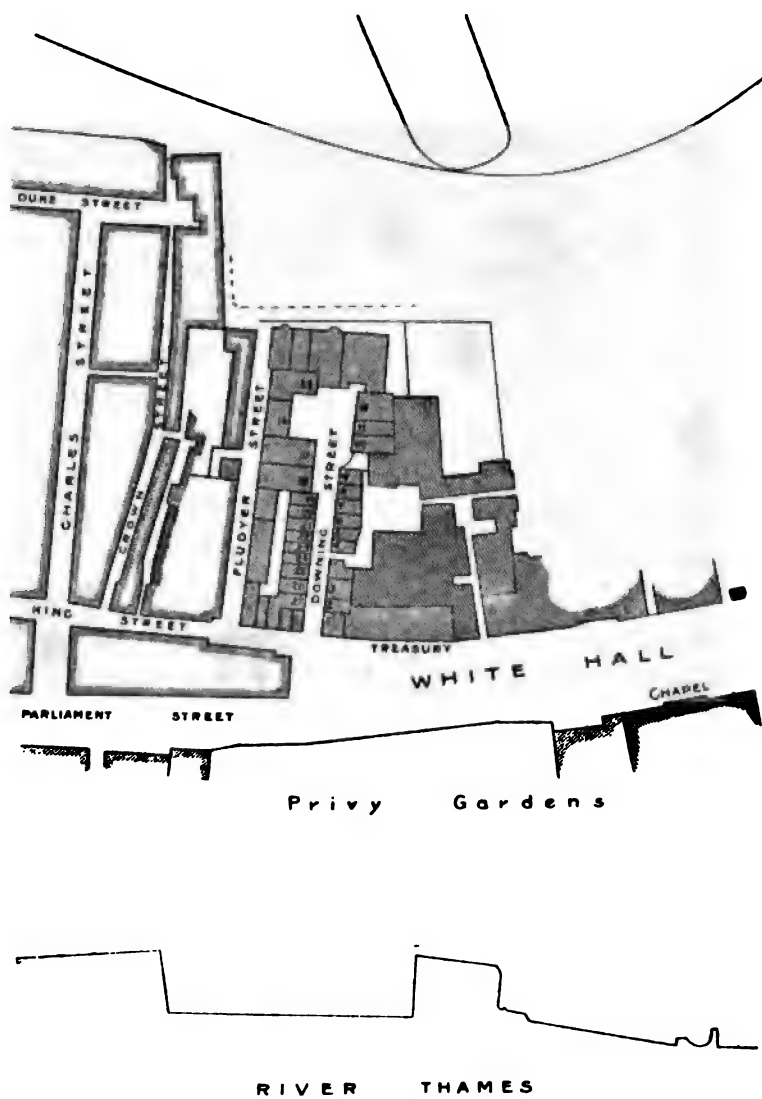 DUKE STREET
CHARLES STREET
CROWN STREET
FLUDYER STREET
DOWNING STREET
KING STREET
TREASURY
WHITE HALL
CHAPEL
PARLIAMENT STREET
Privy Gardens
RIVER THAMES